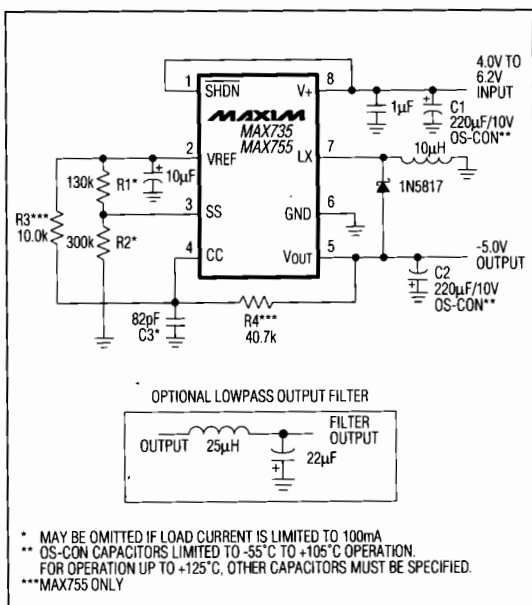 4.0V TO
6.2V
INPUT
1
SHDN
V+
8
MAXIM
MAX735
MAX755
1µF
C1
220µF/10V
OS-CON**
2
VREF
10µF
LX
7
10µH
130k
R1*
1N5817
R3***
10.0k
3
SS
GND
6
300k
R2*
4
CC
VOUT
5
-5.0V
OUTPUT
C2
220µF/10V
OS-CON**
82pF
C3*
R4***
40.7k
OPTIONAL LOWPASS OUTPUT FILTER
OUTPUT
25µH
FILTER
OUTPUT
22µF
* MAY BE OMITTED IF LOAD CURRENT IS LIMITED TO 100mA
** OS-CON CAPACITORS LIMITED TO -55°C TO +105°C OPERATION.
FOR OPERATION UP TO +125°C, OTHER CAPACITORS MUST BE SPECIFIED.
***MAX755 ONLY